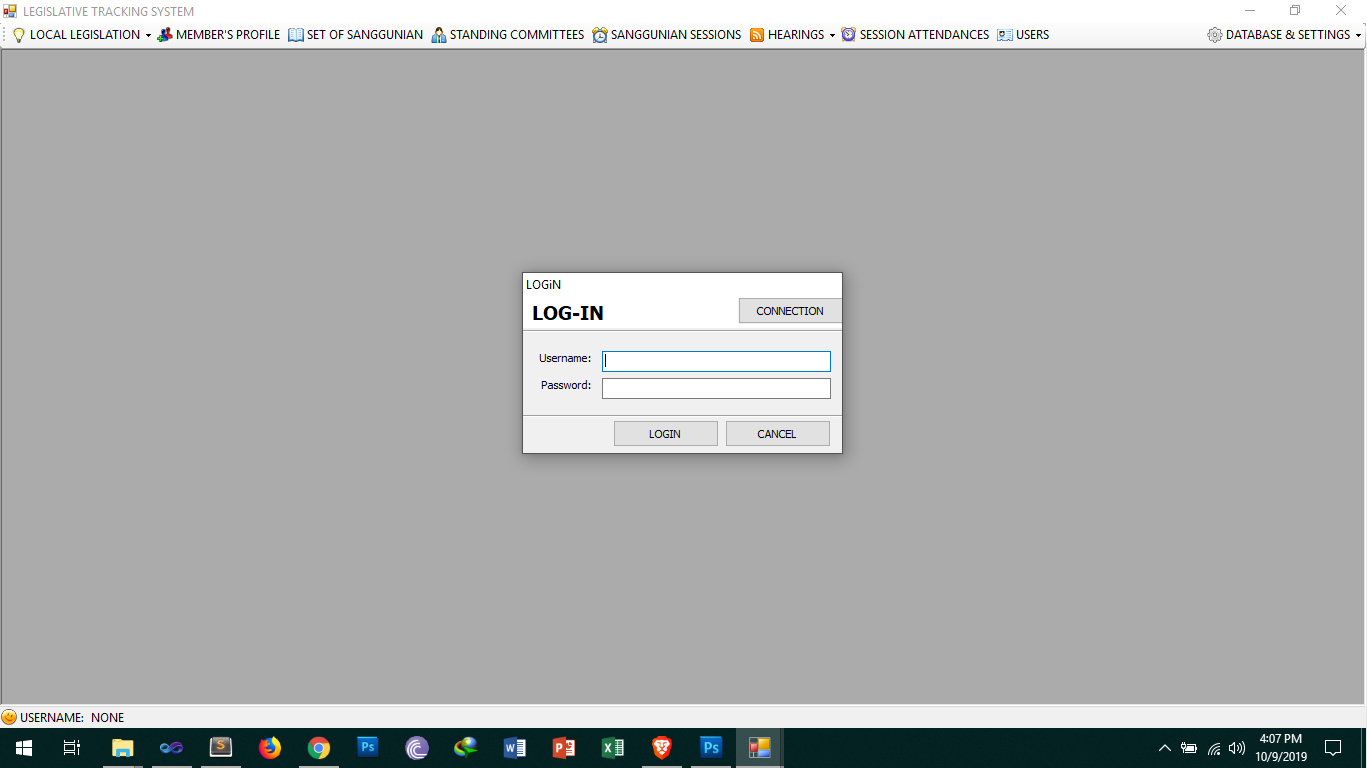 LEGISLATIVE TRACKING SYSTEM
LOCAL LEGISLATION MEMBER'S PROFILE SET OF SANGGUNIAN STANDING COMMITTEES SANGGUNIAN SESSIONS HEARINGS SESSION ATTENDANCES USERS DATABASE & SETTINGS
LOGiN
LOG-IN CONNECTION
Username:
Password:
LOGIN CANCEL
USERNAME: NONE
S Ps W P X Ps
4:07 PM
10/9/2019